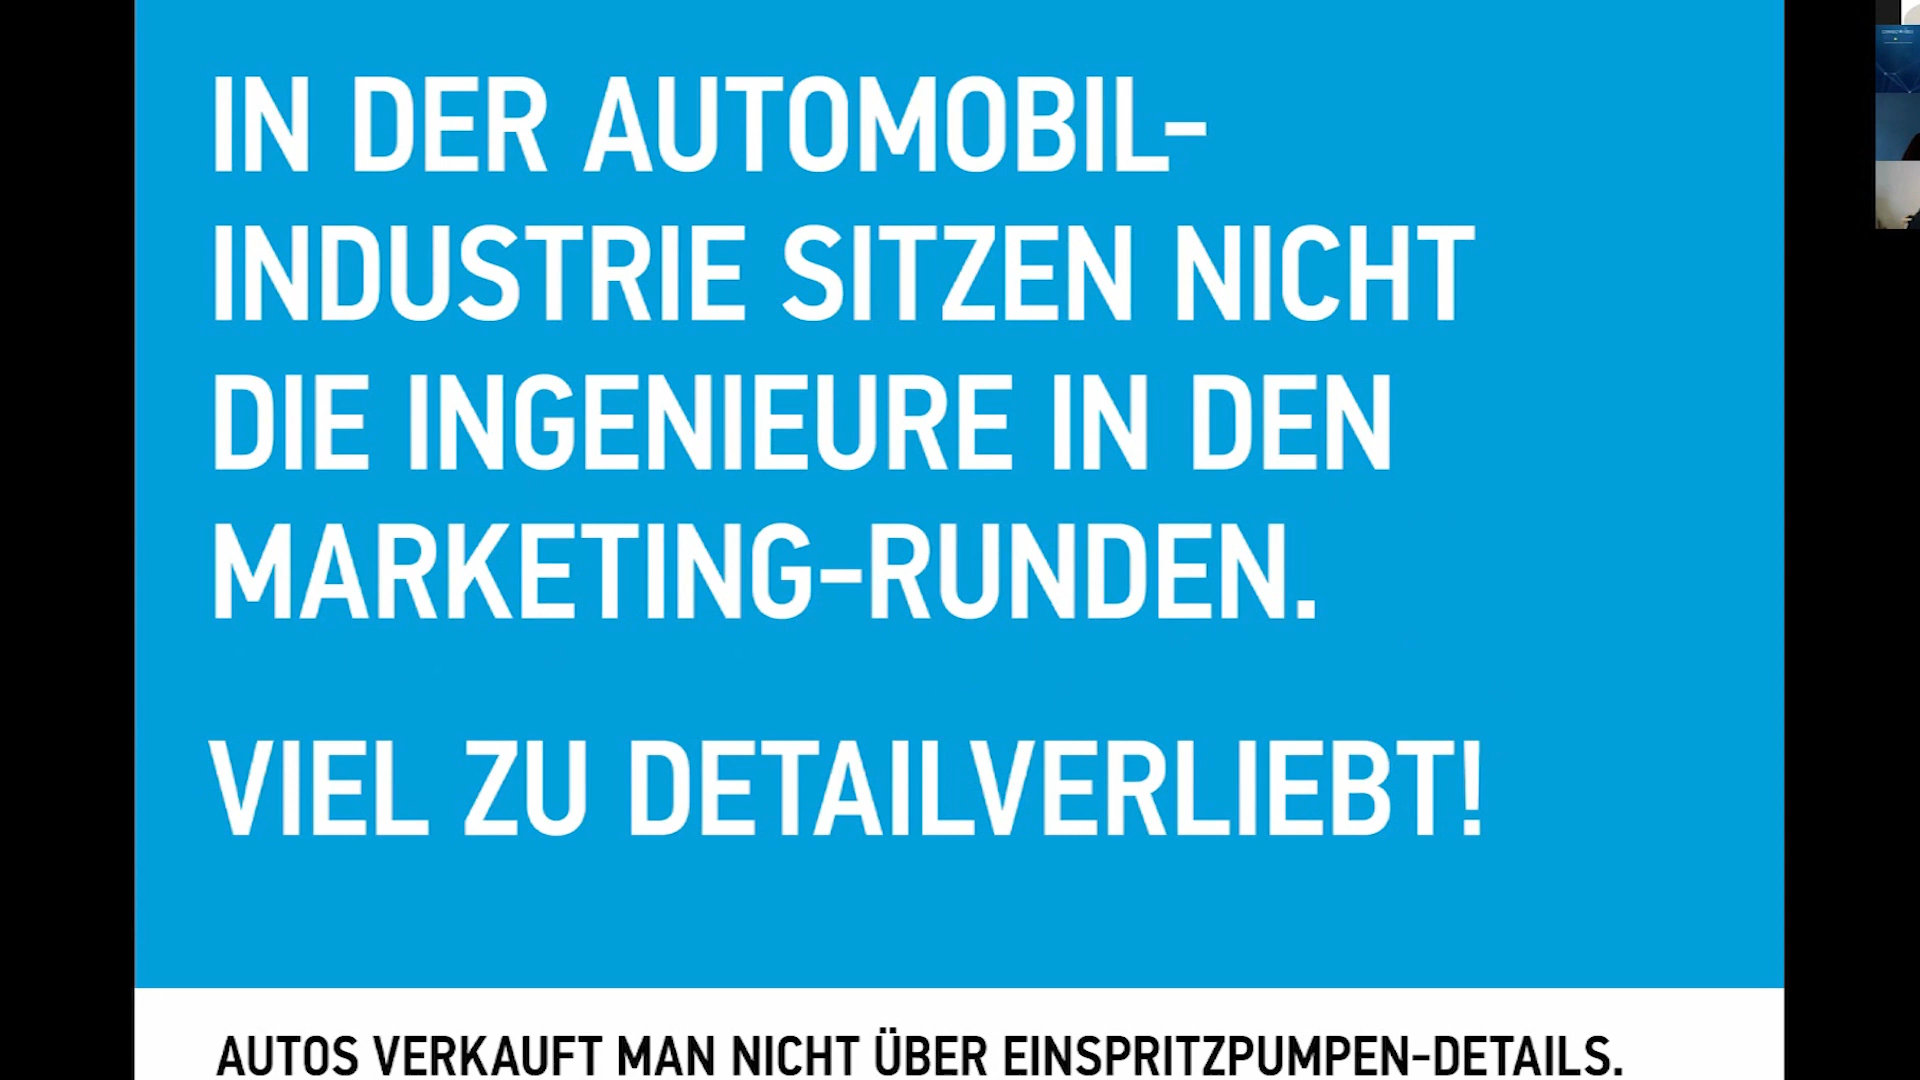 IN DER AUTOMOBIL-
INDUSTRIE SITZEN NICHT
DIE INGENIEURE IN DEN
MARKETING-RUNDEN.
VIEL ZU DETAILVERLIEBT!
AUTOS VERKAUFT MAN NICHT ÜBER EINSPRITZPUMPEN-DETAILS.